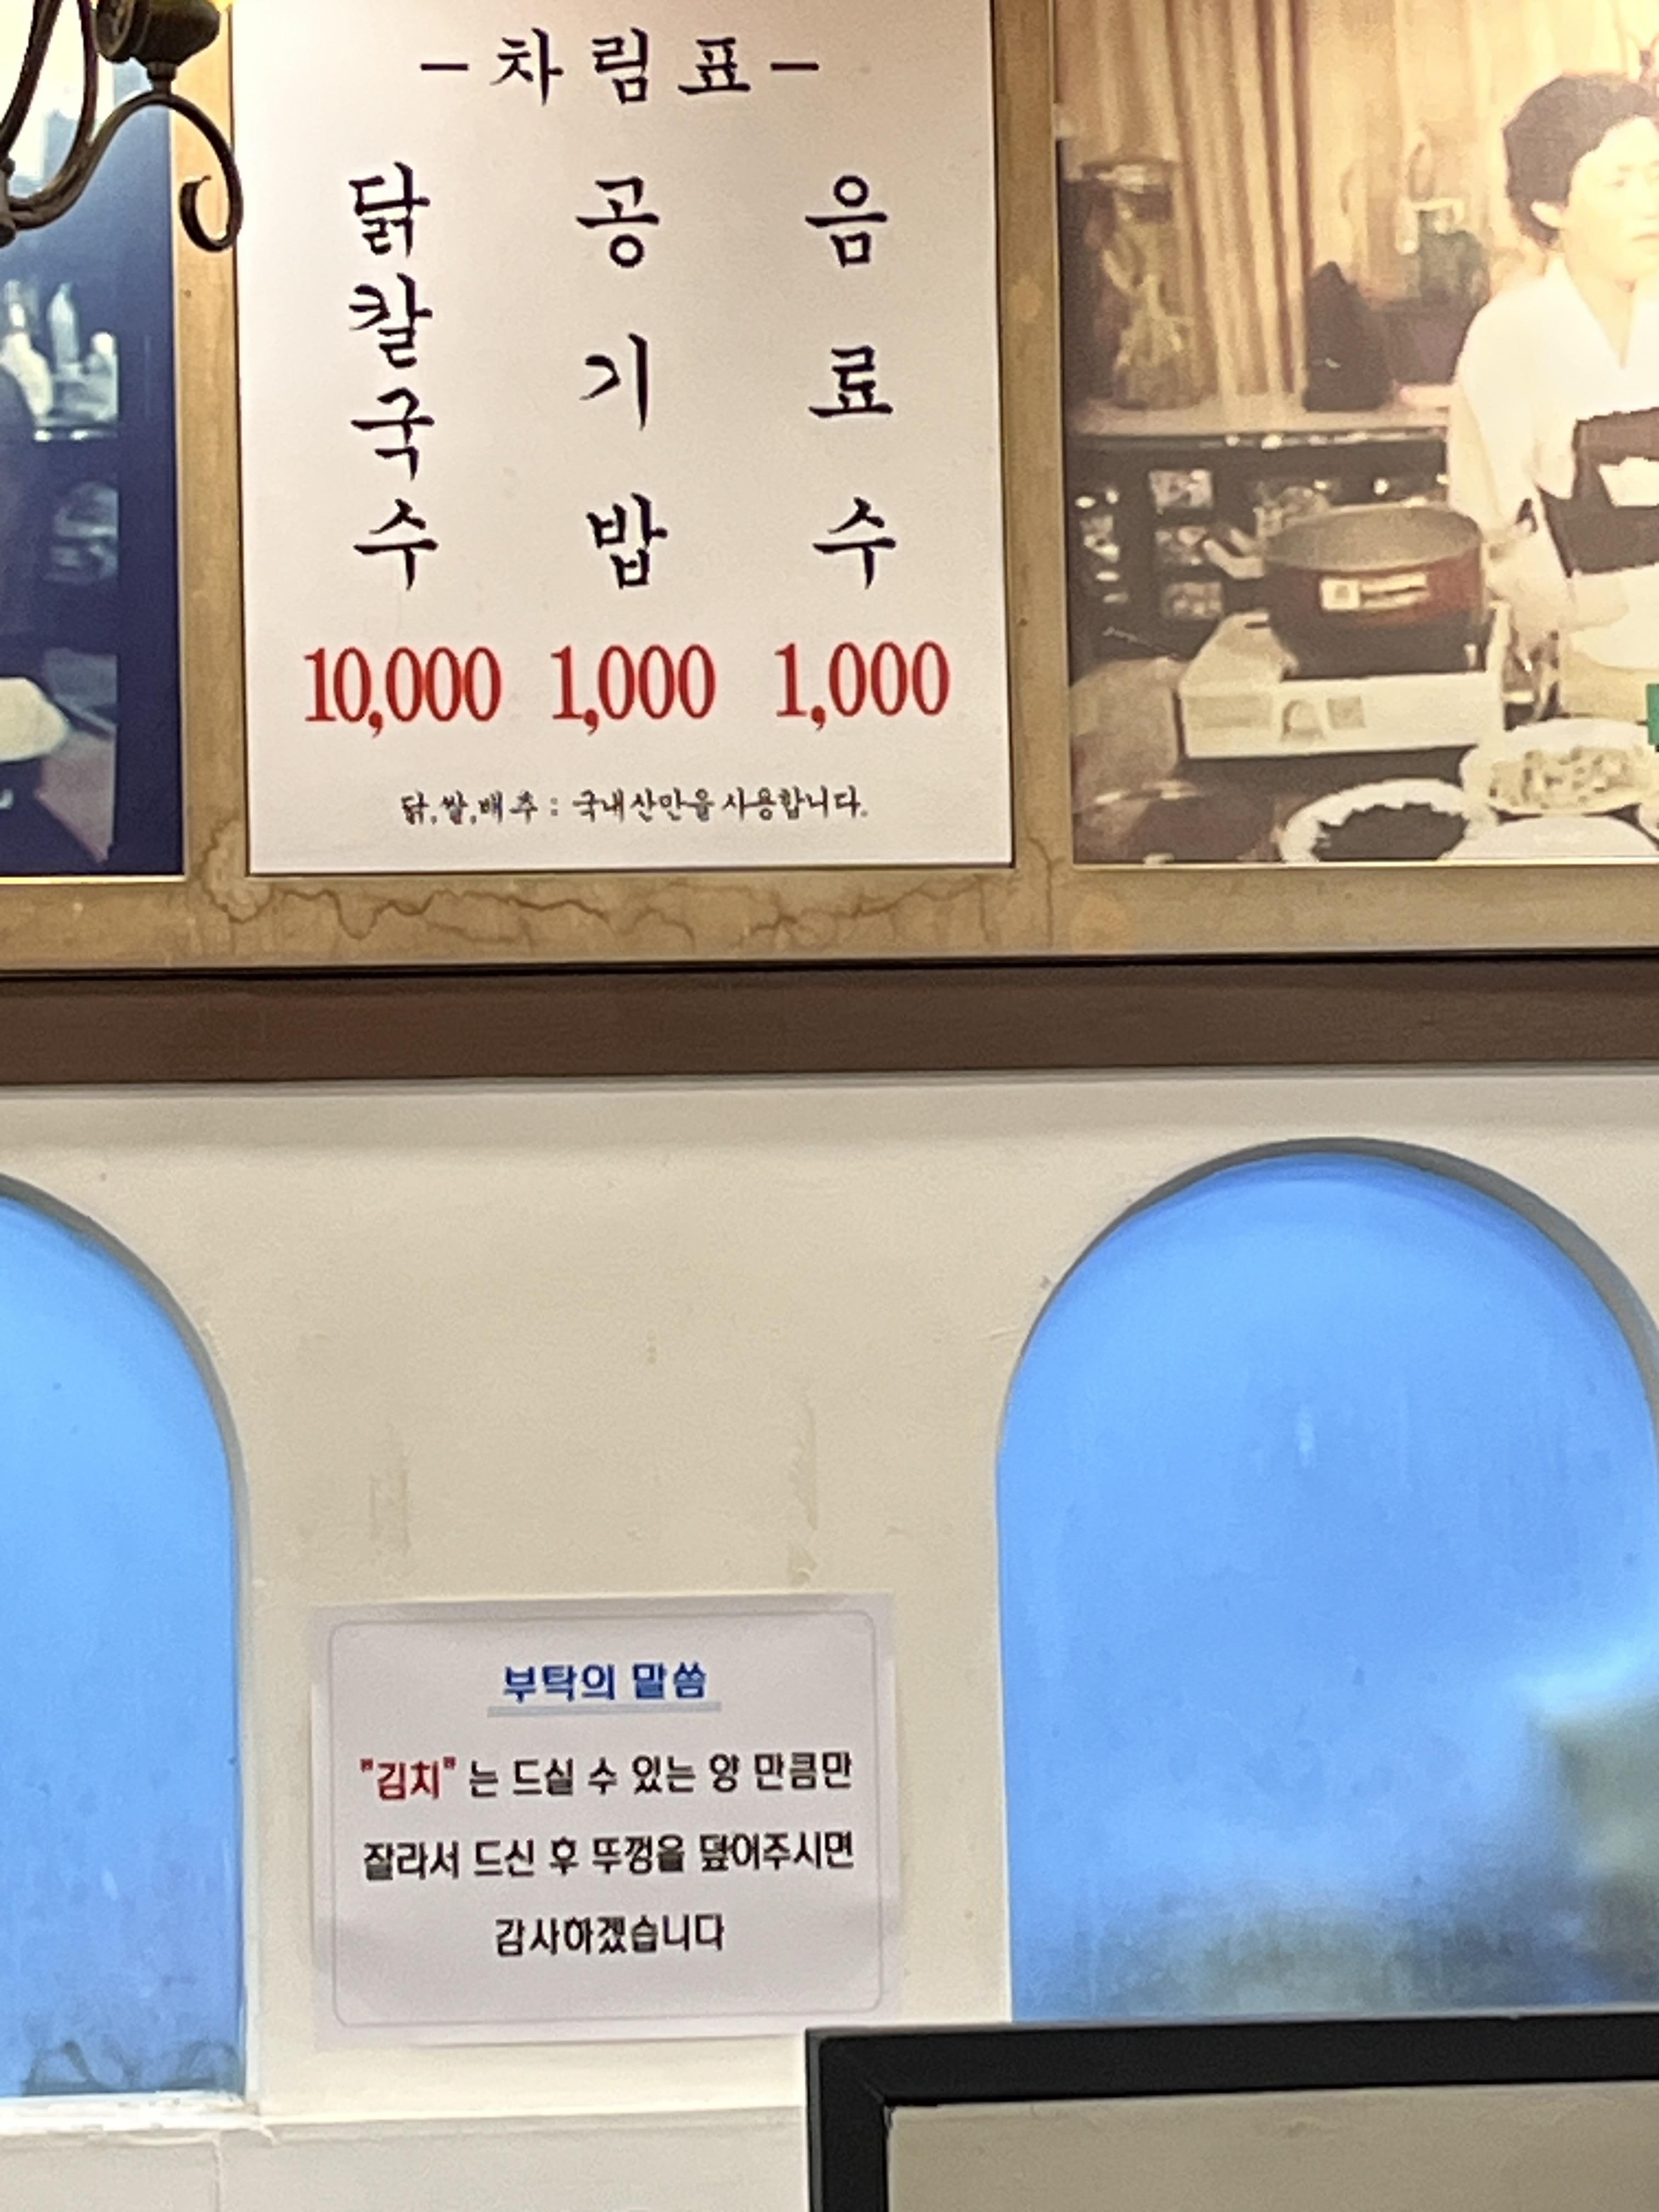 - 차림표 -
닭칼국수 10,000
공기밥 1,000
음료수 1,000
닭,쌀,배추 : 국내산만을 사용합니다.
부탁의 말씀
"김치" 는 드실 수 있는 양 만큼만
잘라서 드신 후 뚜껑을 덮어주시면
감사하겠습니다